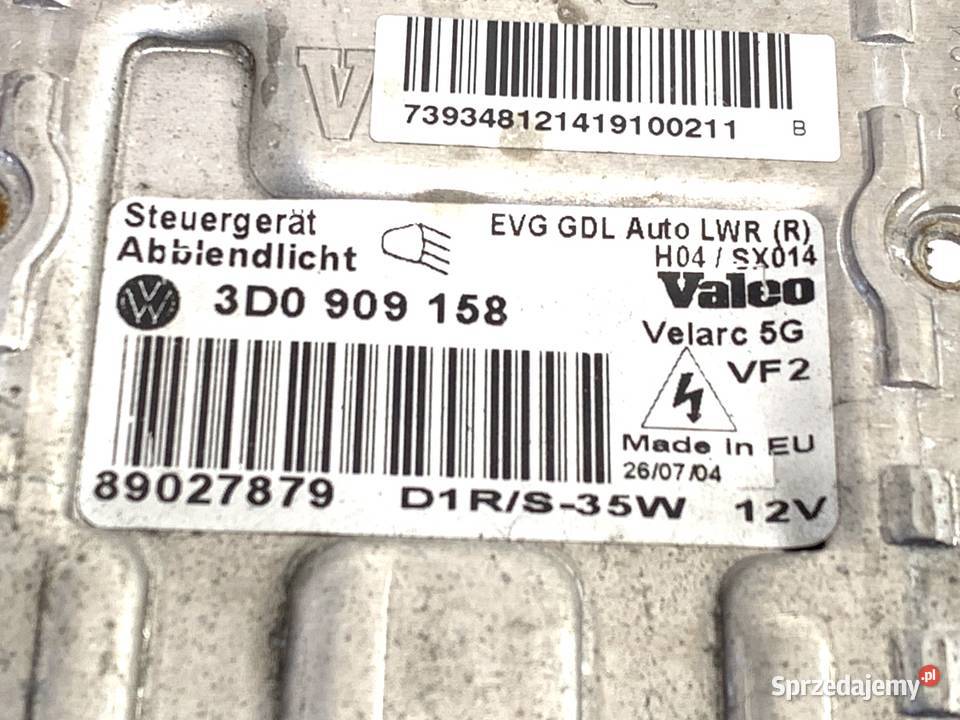 739348121419100211 B
Steuergerät
Abblendlicht
EVG GDL Auto LWR (R)
H04 / SX014
3D0 909 158
Valeo
Velarc 5G
VF2
Made in EU
26/07/04
89027879 D1R/S-35W 12V
Sprzedajemy.pl